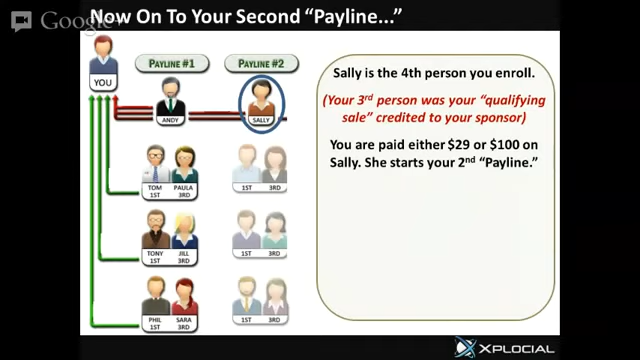 Google+
Now On To Your Second “Payline...”
PAYLINE #1
PAYLINE #2
YOU
ANDY
SALLY
TOM PAULA
1ST 3RD
1ST 3RD
TONY JILL
1ST 3RD
1ST 3RD
PHIL SARA
1ST 3RD
1ST 3RD
Sally is the 4th person you enroll.
(Your 3rd person was your “qualifying
sale” credited to your sponsor)
You are paid either $29 or $100 on
Sally. She starts your 2nd “Payline.”
XPLOCIAL